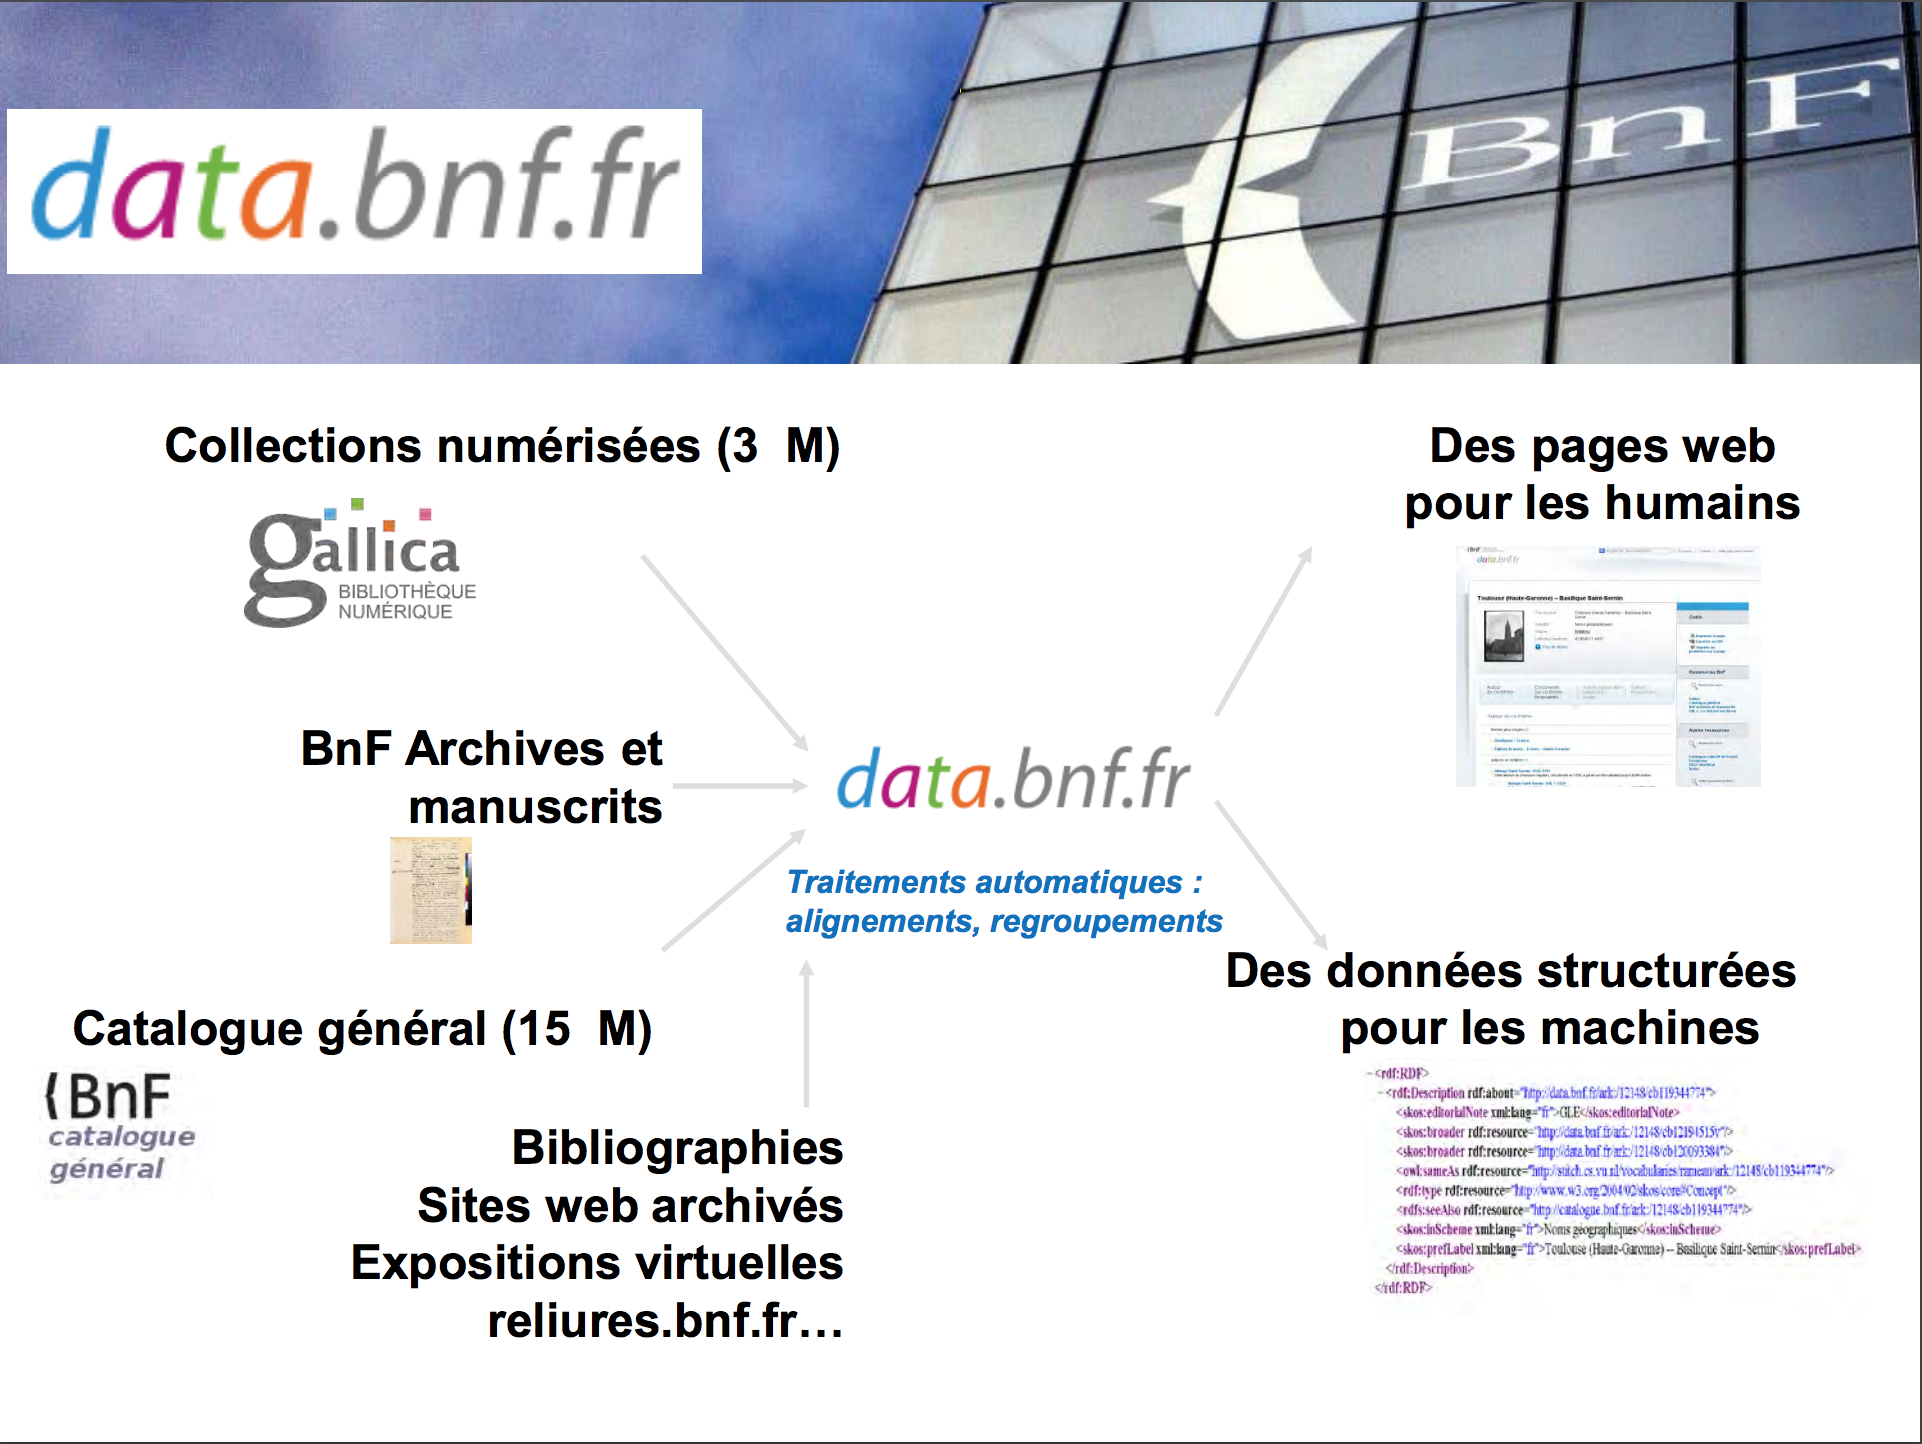 data.bnf.fr
BnF
Collections numérisées (3 M)
gallica
BIBLIOTHÈQUE
NUMÉRIQUE
BnF Archives et
manuscrits
Catalogue général (15 M)
BnF
catalogue
général
Bibliographies
Sites web archivés
Expositions virtuelles
reliures.bnf.fr…
data.bnf.fr
Traitements automatiques :
alignements, regroupements
Des pages web
pour les humains
data.bnf.fr
Toulouse (Haute-Garonne) -- Basilique Saint-Sernin
Outils
Ressources BnF
Autres ressources
Des données structurées
pour les machines
-<rdf:RDF>
-<rdf:Description rdf:about="http://data.bnf.fr/ark:/12148/cb119344774">
<skos:editorialNote xml:lang="fr">GLE</skos:editorialNote>
<skos:broader rdf:resource="http://data.bnf.fr/ark:/12148/cb12194515v"/>
<skos:broader rdf:resource="http://data.bnf.fr/ark:/12148/cb120093384"/>
<owl:sameAs rdf:resource="http://stitch.cs.vu.nl/vocabularies/rameau/ark:/12148/cb119344774"/>
<rdf:type rdf:resource="http://www.w3.org/2004/02/skos/core#Concept"/>
<rdfs:seeAlso rdf:resource="http://catalogue.bnf.fr/ark:/12148/cb119344774"/>
<skos:inScheme xml:lang="fr">Noms géographiques</skos:inScheme>
<skos:prefLabel xml:lang="fr">Toulouse (Haute-Garonne) -- Basilique Saint-Sernin</skos:prefLabel>
</rdf:Description>
</rdf:RDF>